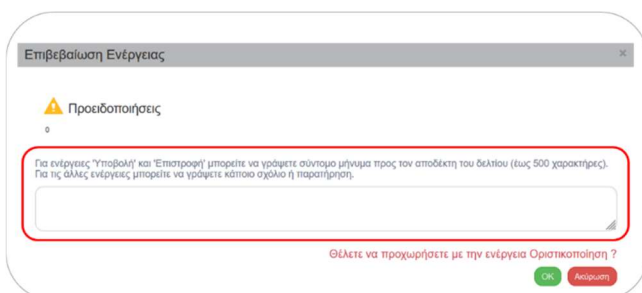 Επιβεβαίωση Ενέργειας
×
Προειδοποιήσεις
0
Για ενέργειες 'Υποβολή' και 'Επιστροφή' μπορείτε να γράψετε σύντομο μήνυμα προς τον αποδέκτη του δελτίου (έως 500 χαρακτήρες).
Για τις άλλες ενέργειες μπορείτε να γράψετε κάποιο σχόλιο ή παρατήρηση.
Θέλετε να προχωρήσετε με την ενέργεια Οριστικοποίηση ?
OK Ακύρωση